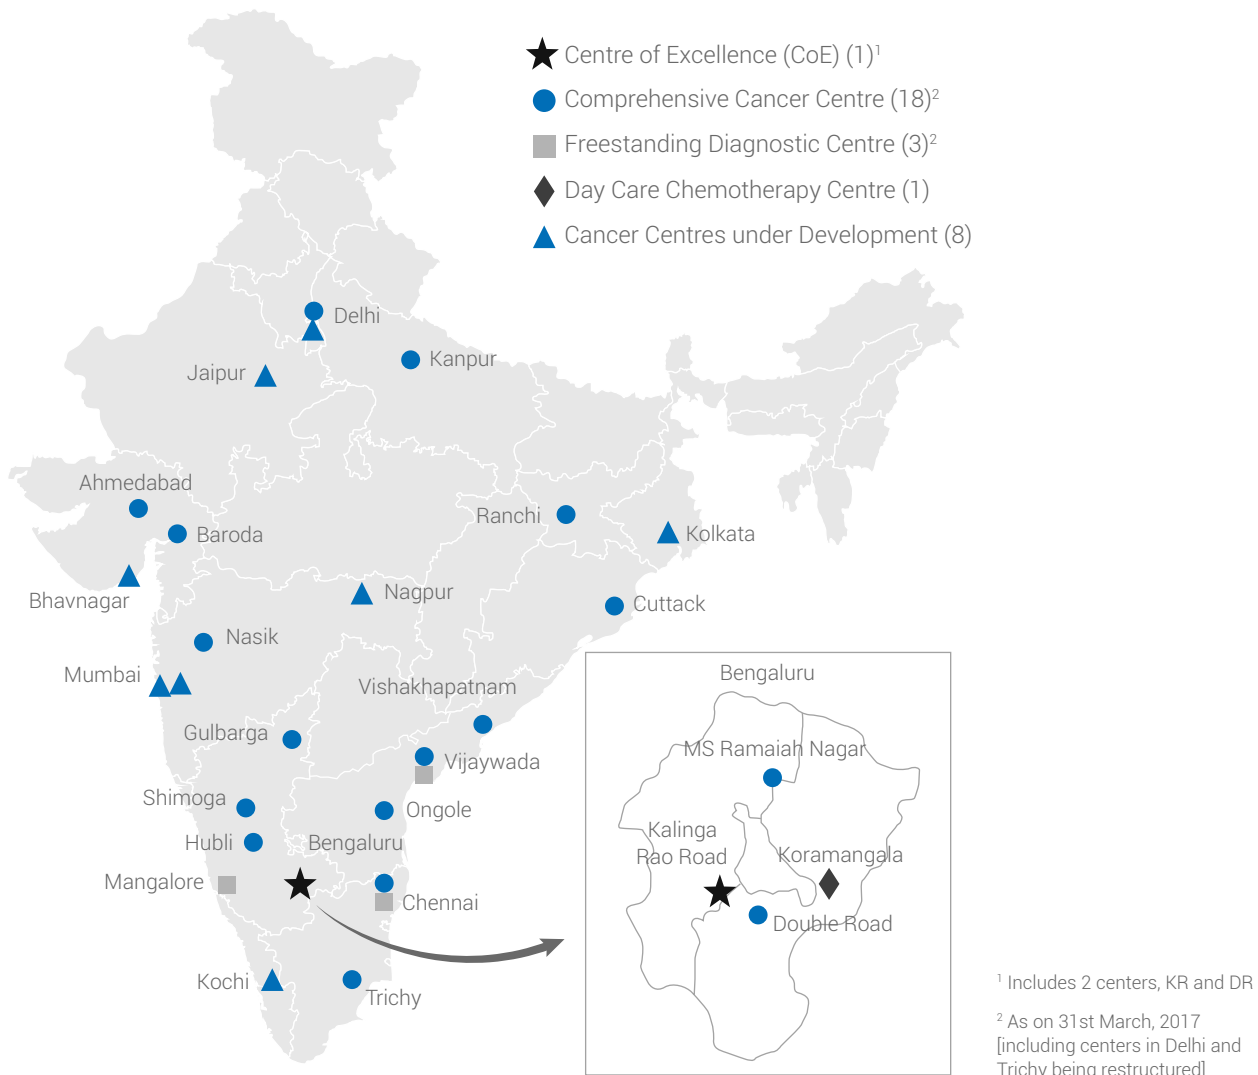 Centre of Excellence (CoE) (1)¹
Comprehensive Cancer Centre (18)²
Freestanding Diagnostic Centre (3)²
Day Care Chemotherapy Centre (1)
Cancer Centres under Development (8)
Delhi
Kanpur
Jaipur
Ahmedabad
Baroda
Ranchi
Kolkata
Bhavnagar
Nagpur
Cuttack
Nasik
Mumbai
Vishakhapatnam
Gulbarga
Vijaywada
Shimoga
Ongole
Hubli
Bengaluru
Mangalore
Chennai
Kochi
Trichy
Bengaluru
MS Ramaiah Nagar
Kalinga
Rao Road
Koramangala
Double Road
¹ Includes 2 centers, KR and DR
² As on 31st March, 2017
[including centers in Delhi and
Trichy being restructured]